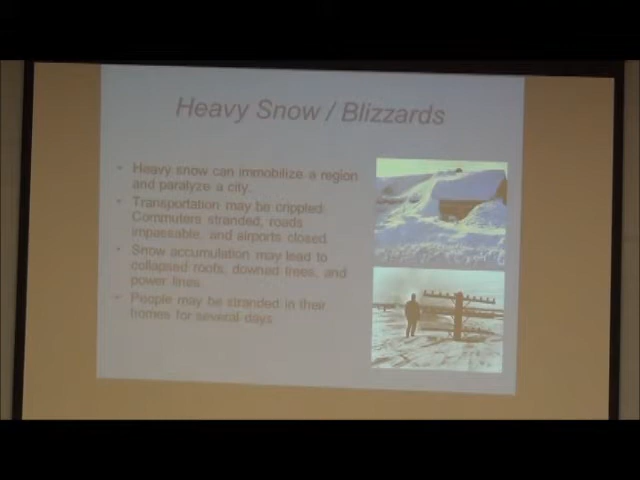 Heavy Snow / Blizzards
• Heavy snow can immobilize a region
and paralyze a city.
• Transportation may be crippled.
Commuters stranded, roads
impassable, and airports closed.
• Snow accumulation may lead to
collapsed roofs, downed trees, and
power lines.
• People may be stranded in their
homes for several days.